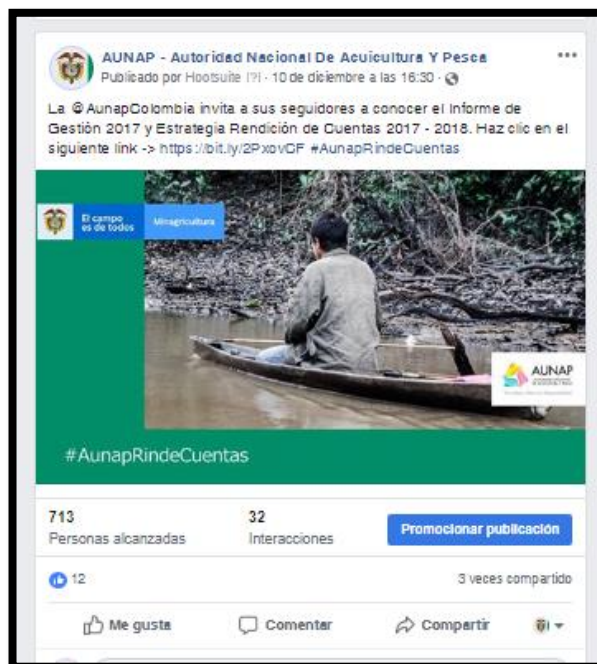 AUNAP - Autoridad Nacional De Acuicultura Y Pesca
Publicado por Hootsuite [?] · 10 de diciembre a las 16:30 ·
La @AunapColombia invita a sus seguidores a conocer el Informe de
Gestión 2017 y Estrategia Rendición de Cuentas 2017 - 2018. Haz clic en el
siguiente link -> https://bit.ly/2PxovCF #AunapRindeCuentas
El campo
es de todos
Minagricultura
AUNAP
#AunapRindeCuentas
713
Personas alcanzadas
32
Interacciones
Promocionar publicación
12
3 veces compartido
Me gusta
Comentar
Compartir